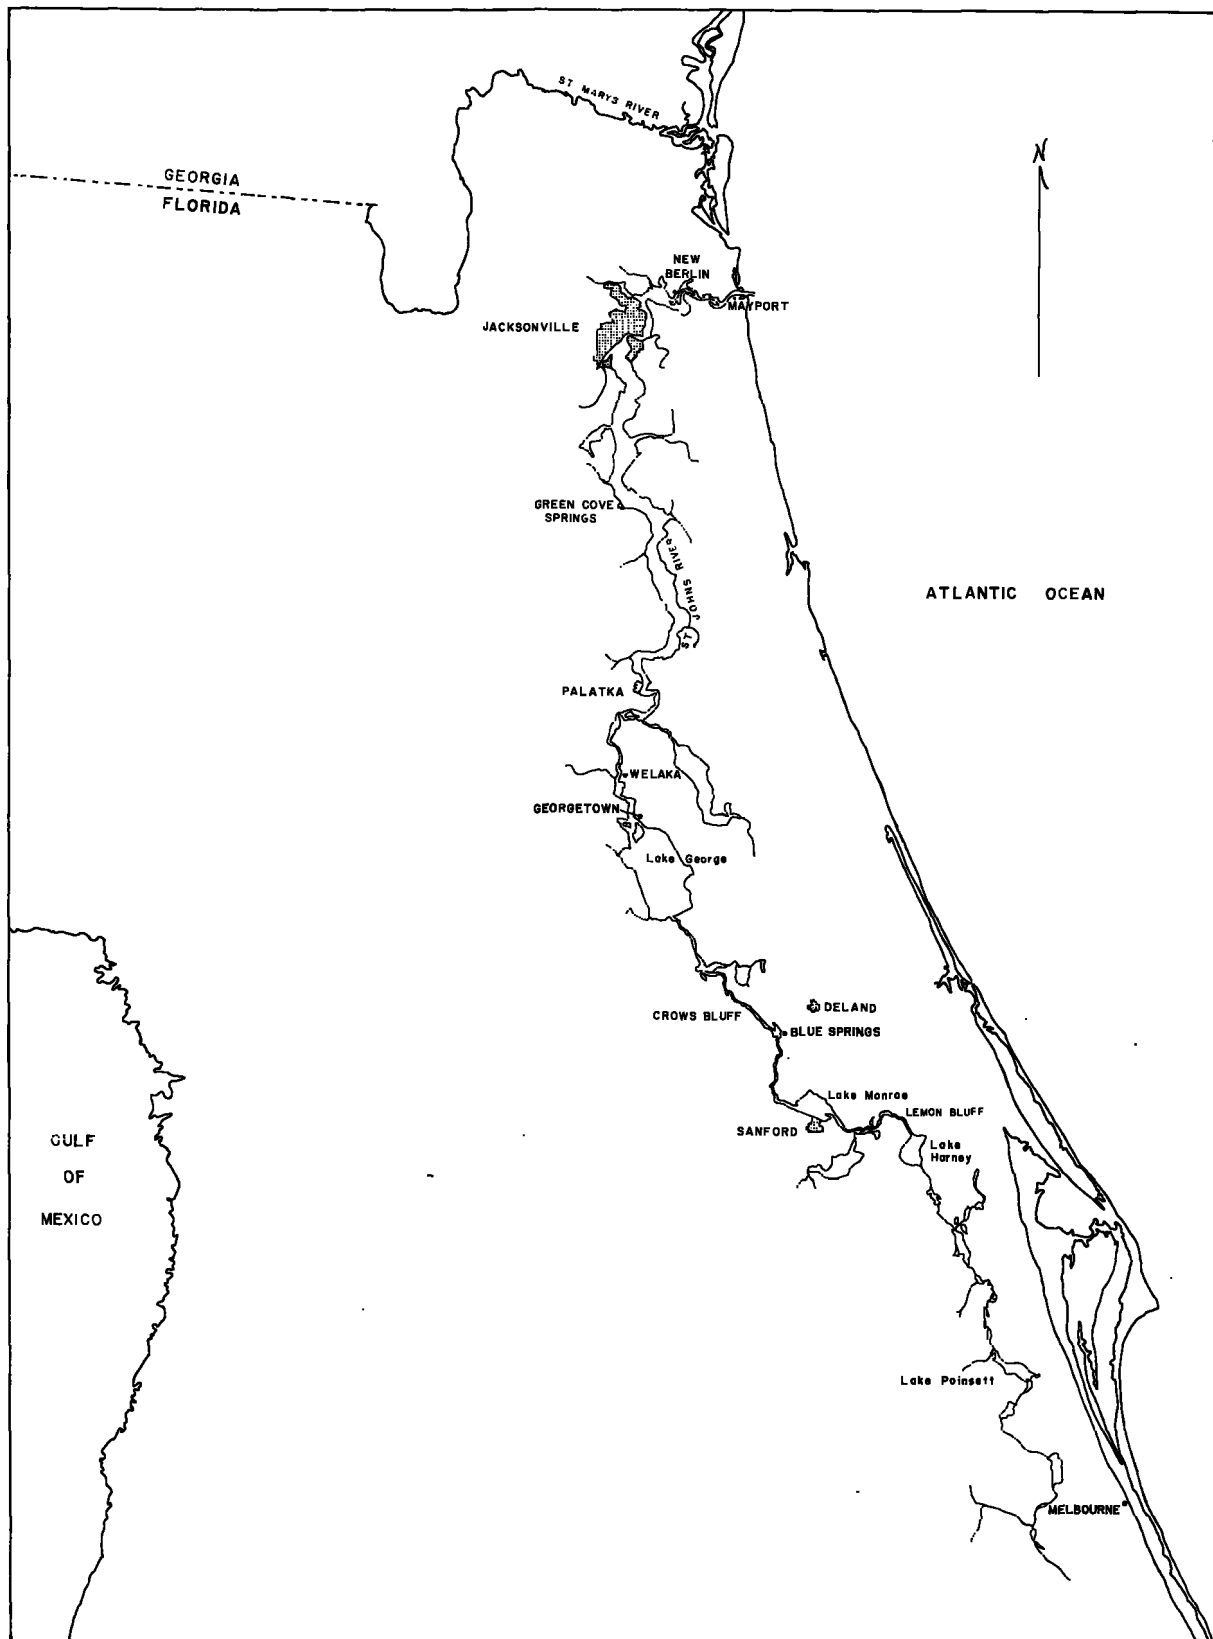 ST MARYS RIVER
N
GEORGIA
FLORIDA
NEW
BERLIN
MAYPORT
JACKSONVILLE
GREEN COVE
SPRINGS
ST JOHNS RIVER
ATLANTIC OCEAN
PALATKA
WELAKA
GEORGETOWN
Lake George
DELAND
CROWS BLUFF
BLUE SPRINGS
Lake Monroe
LEMON BLUFF
SANFORD
Lake
Harney
GULF
OF
MEXICO
Lake Poinsett
MELBOURNE